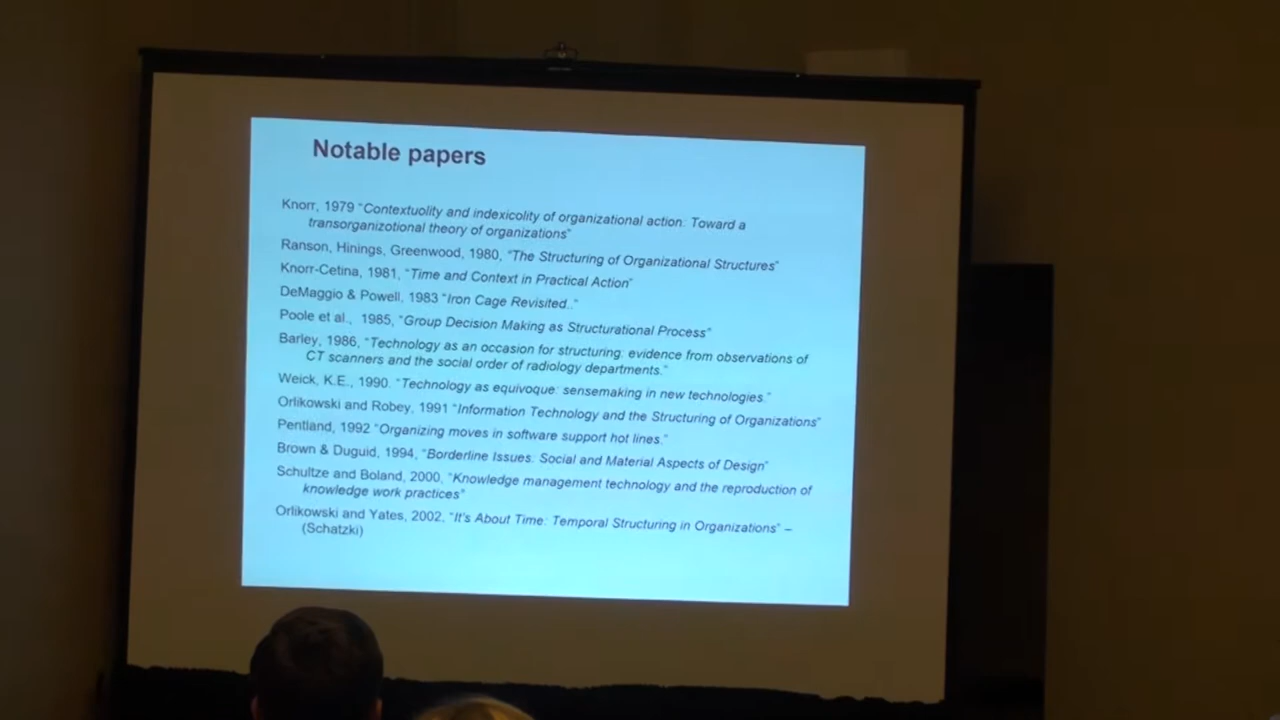 Notable papers
Knorr, 1979 "Contextuolity and indexicolity of organizational action: Toward a
transorganizotional theory of organizations"
Ranson, Hinings, Greenwood, 1980, "The Structuring of Organizational Structures"
Knorr-Cetina, 1981, "Time and Context in Practical Action"
DeMaggio & Powell, 1983 "Iron Cage Revisited.."
Poole et al., 1985, "Group Decision Making as Structurational Process"
Barley, 1986, "Technology as an occasion for structuring: evidence from observations of
CT scanners and the social order of radiology departments."
Weick, K.E., 1990. "Technology as equivoque: sensemaking in new technologies."
Orlikowski and Robey, 1991 "Information Technology and the Structuring of Organizations"
Pentland, 1992 "Organizing moves in software support hot lines."
Brown & Duguid, 1994, "Borderline Issues: Social and Material Aspects of Design"
Schultze and Boland, 2000, "Knowledge management technology and the reproduction of
knowledge work practices"
Orlikowski and Yates, 2002, "It's About Time: Temporal Structuring in Organizations" –
(Schatzki)